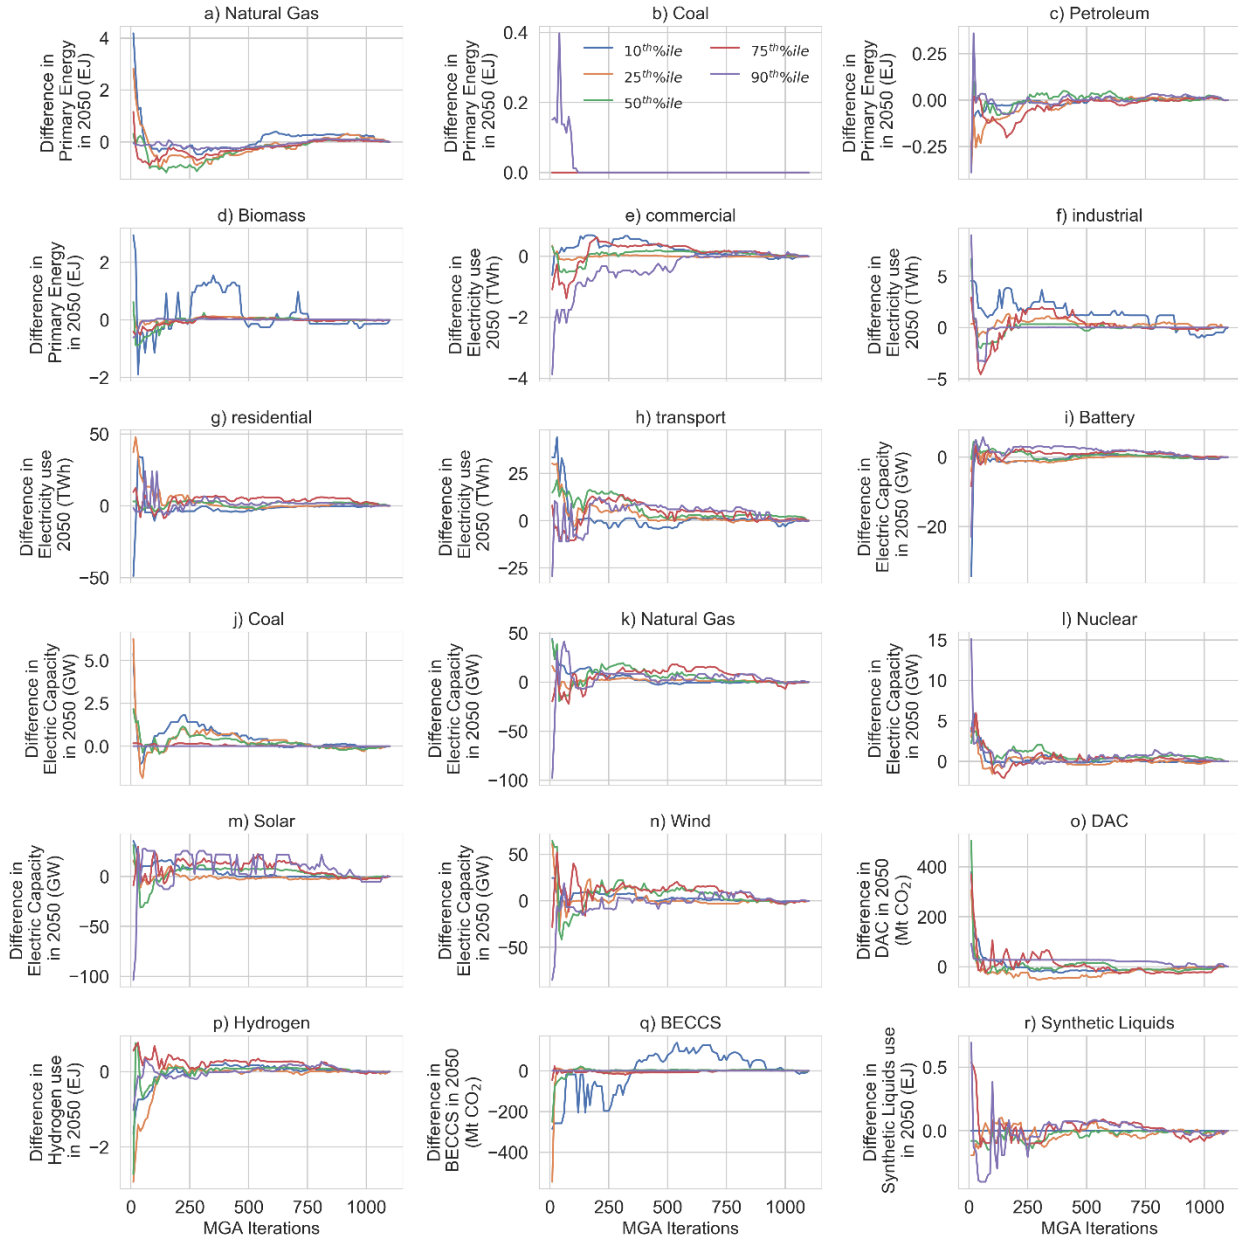 a) Natural Gas
Difference in
Primary Energy
in 2050 (EJ)
4
2
0
b) Coal
Difference in
Primary Energy
in 2050 (EJ)
0.4
0.2
0.0
10th%ile
25th%ile
50th%ile
75th%ile
90th%ile
c) Petroleum
Difference in
Primary Energy
in 2050 (EJ)
0.25
0.00
−0.25
d) Biomass
Difference in
Primary Energy
in 2050 (EJ)
2
0
−2
e) commercial
Difference in
Electricity use
2050 (TWh)
0
−2
−4
f) industrial
Difference in
Electricity use
2050 (TWh)
5
0
−5
g) residential
Difference in
Electricity use
2050 (TWh)
50
0
−50
h) transport
Difference in
Electricity use
2050 (TWh)
25
0
−25
i) Battery
Difference in
Electric Capacity
in 2050 (GW)
0
−20
j) Coal
Difference in
Electric Capacity
in 2050 (GW)
5.0
2.5
0.0
k) Natural Gas
Difference in
Electric Capacity
in 2050 (GW)
50
0
−50
−100
l) Nuclear
Difference in
Electric Capacity
in 2050 (GW)
15
10
5
0
m) Solar
Difference in
Electric Capacity
in 2050 (GW)
0
−50
−100
n) Wind
Difference in
Electric Capacity
in 2050 (GW)
50
0
−50
o) DAC
Difference in
DAC in 2050
(Mt CO₂)
400
200
0
p) Hydrogen
Difference in
Hydrogen use
in 2050 (EJ)
0
−2
0 250 500 750 1000
MGA Iterations
q) BECCS
Difference in
BECCS in 2050
(Mt CO₂)
0
−200
−400
0 250 500 750 1000
MGA Iterations
r) Synthetic Liquids
Difference in
Synthetic Liquids use
in 2050 (EJ)
0.5
0.0
0 250 500 750 1000
MGA Iterations